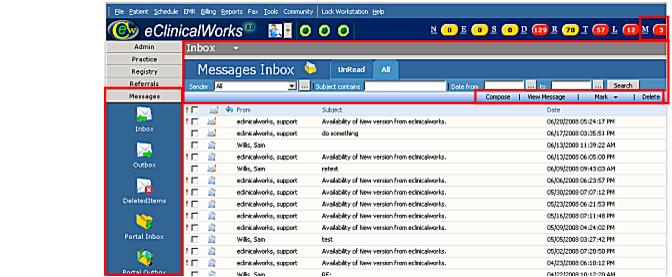 File Patient Schedule EMR Billing Reports Fax Tools Community Lock Workstation Help
eClinicalWorks N 0 E 0 S 0 D 129 R 70 T 57 L 12 M 3
Admin
Practice
Registry
Referrals
Messages
Inbox
Outbox
DeletedItems
Portal Inbox
Portal Outbox
Inbox
Messages Inbox UnRead All
Sender All ... Subject contains Date from ... to ... Search
Compose | View Message | Mark | Delete
! From Subject Date
! eclinicalworks, support Availability of New version from eclinicalworks. 06/20/2008 05:24:17 PM
! eclinicalworks, support do something 06/17/2008 03:35:51 PM
Willis, Sam 06/13/2008 11:39:22 AM
! eclinicalworks, support Availability of New version from eclinicalworks. 06/13/2008 06:05:00 PM
! Willis, Sam retest 06/09/2008 09:43:03 AM
! eclinicalworks, support Availability of New version from eclinicalworks. 06/06/2008 06:23:57 PM
! eclinicalworks, support Availability of New version from eclinicalworks. 05/30/2008 07:07:12 PM
! eclinicalworks, support Availability of New version from eclinicalworks. 05/23/2008 06:21:53 PM
! eclinicalworks, support Availability of New version from eclinicalworks. 05/16/2008 07:11:48 PM
! eclinicalworks, support Availability of New version from eclinicalworks. 05/09/2008 04:24:02 PM
! Willis, Sam test 05/05/2008 03:27:42 PM
! eclinicalworks, support Availability of New version from eclinicalworks. 05/02/2008 07:20:50 PM
! eclinicalworks, support Availability of New version from eclinicalworks. 04/23/2008 06:10:12 PM
! Willis, Sam RE: 04/22/2008 10:12:20 AM